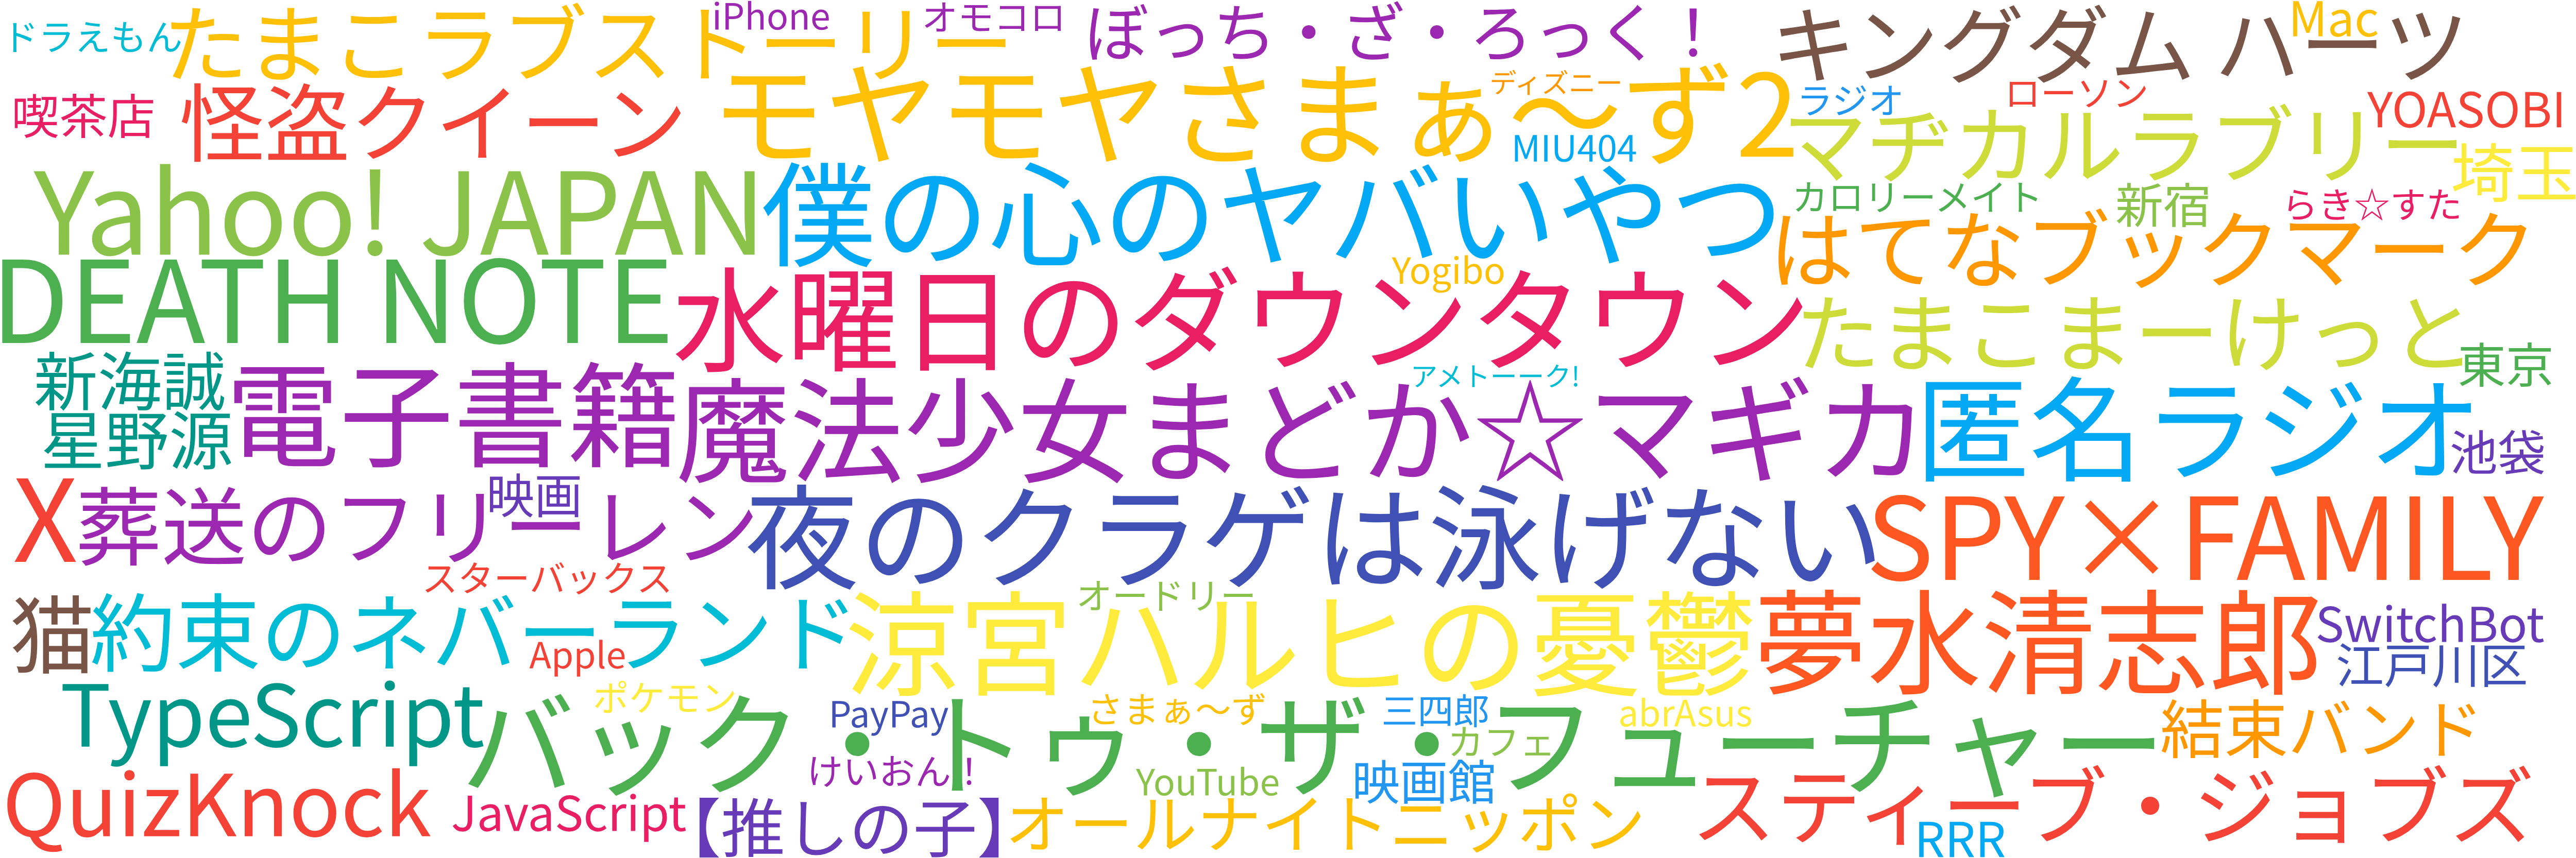 ドラえもん
たまこラブストーリー
iPhone
オモコロ
ぼっち・ざ・ろっく！
キングダム ハーツ
Mac
喫茶店
怪盗クイーン
モヤモヤさまぁ〜ず2
ディズニー
MIU404
ラジオ
ローソン
マヂカルラブリー
YOASOBI
埼玉
Yahoo! JAPAN
僕の心のヤバいやつ
カロリーメイト
新宿
らき☆すた
はてなブックマーク
DEATH NOTE
水曜日のダウンタウン
Yogibo
たまこまーけっと
東京
新海誠
星野源
電子書籍
魔法少女まどか☆マギカ
アメトーーク!
匿名ラジオ
池袋
X
葬送のフリーレン
映画
夜のクラゲは泳げない
SPY×FAMILY
スターバックス
猫
約束のネバーランド
Apple
オードリー
涼宮ハルヒの憂鬱
夢水清志郎
SwitchBot
江戸川区
TypeScript
ポケモン
バック・トゥ・ザ・フューチャー
PayPay
さまぁ〜ず
三四郎
カフェ
abrAsus
結束バンド
けいおん！
YouTube
映画館
QuizKnock
JavaScript
【推しの子】
オールナイトニッポン
スティーブ・ジョブズ
RRR